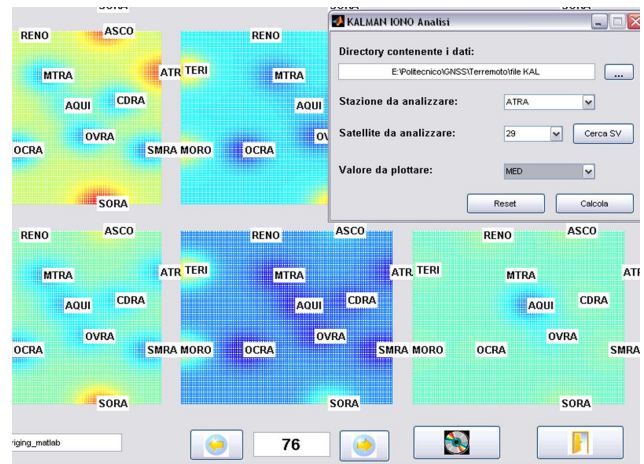 KALMAN IONO Analisi
Directory contenente i dati:
E:\Politecnico\GNSS\Terremoto\file KAL
...
Stazione da analizzare: ATRA
Satellite da analizzare: 29 Cerca SV
Valore da plottare: MED
Reset Calcola
RENO ASCO RENO
MTRA ATR TERI MTRA
AQUI CDRA AQUI
OVRA OV
OCRA SMRA MORO OCRA
SORA
RENO ASCO RENO ASCO RENO ASCO
MTRA ATR TERI MTRA ATR TERI MTRA ATR
AQUI CDRA AQUI CDRA AQUI CDRA
OVRA OVRA OVRA
OCRA SMRA MORO OCRA SMRA MORO OCRA SMRA
SORA SORA SORA
riging_matlab 76